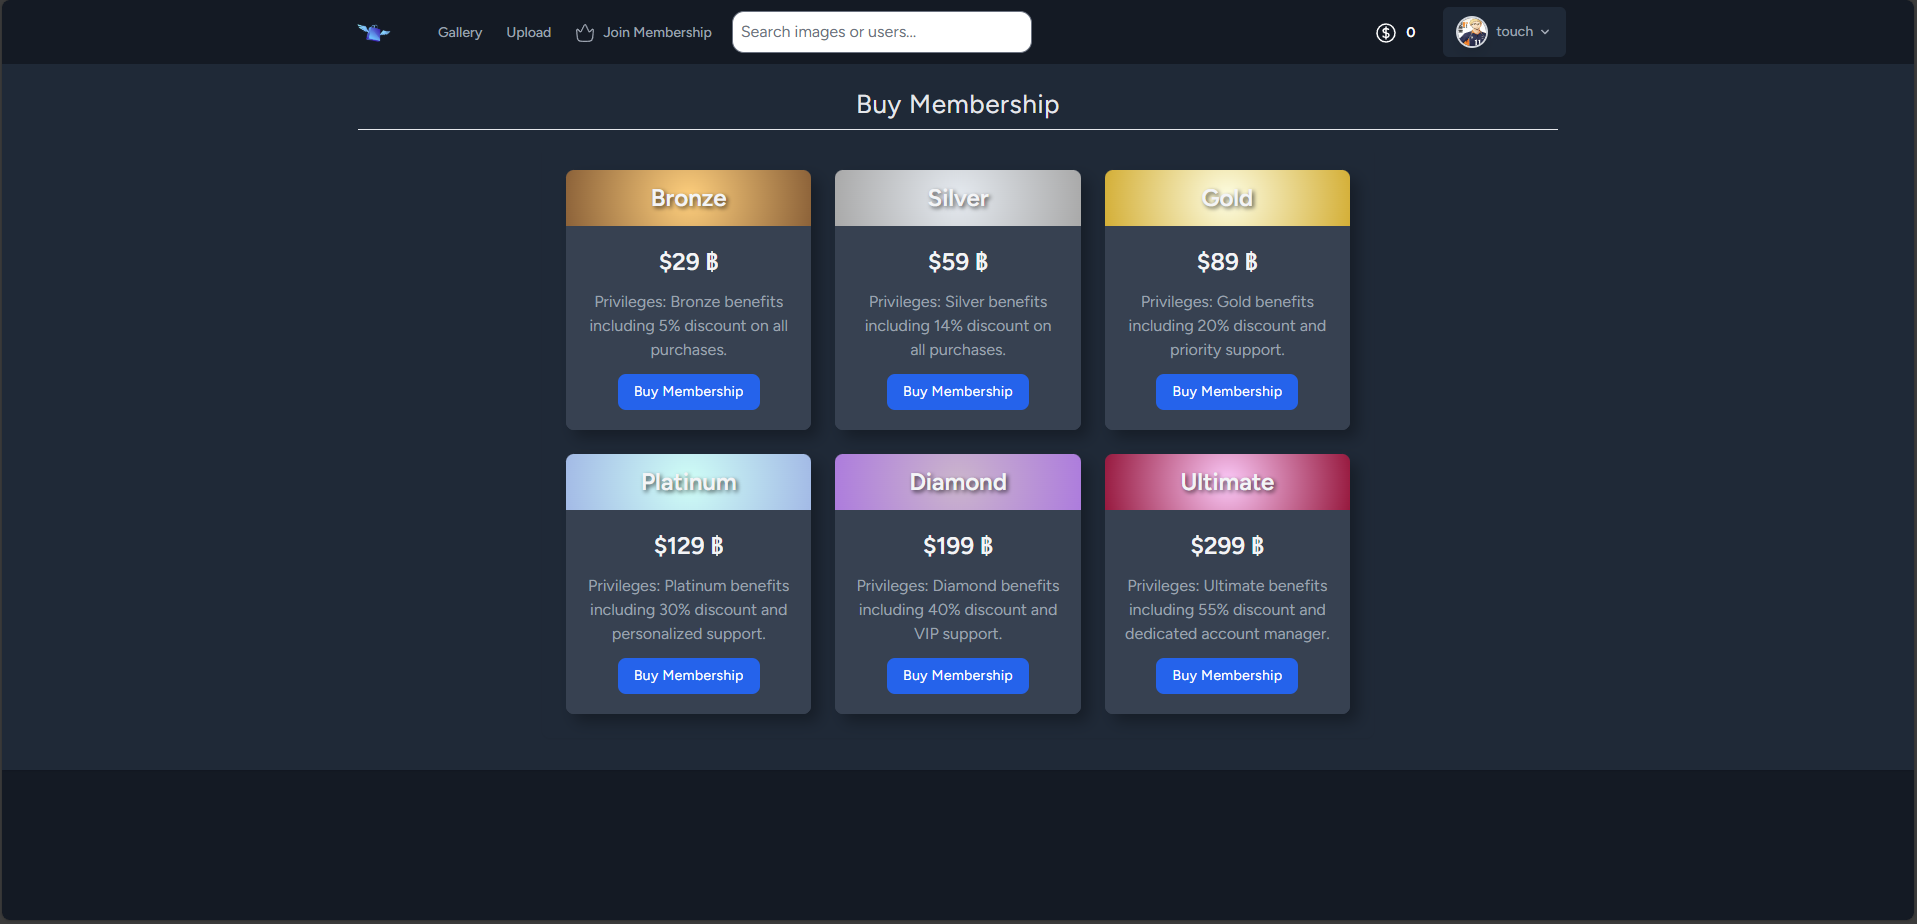 Gallery Upload Join Membership Search images or users... 0 touch
Buy Membership
Bronze
$29 ฿
Privileges: Bronze benefits
including 5% discount on all
purchases.
Buy Membership
Silver
$59 ฿
Privileges: Silver benefits
including 14% discount on
all purchases.
Buy Membership
Gold
$89 ฿
Privileges: Gold benefits
including 20% discount and
priority support.
Buy Membership
Platinum
$129 ฿
Privileges: Platinum benefits
including 30% discount and
personalized support.
Buy Membership
Diamond
$199 ฿
Privileges: Diamond benefits
including 40% discount and
VIP support.
Buy Membership
Ultimate
$299 ฿
Privileges: Ultimate benefits
including 55% discount and
dedicated account manager.
Buy Membership